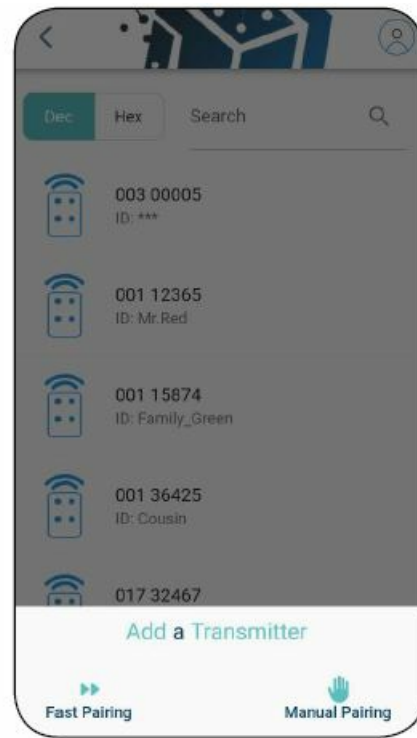 Dec Hex Search
003 00005
ID: ***
001 12365
ID: Mr.Red
001 15874
ID: Family_Green
001 36425
ID: Cousin
017 32467
Add a Transmitter
Fast Pairing Manual Pairing